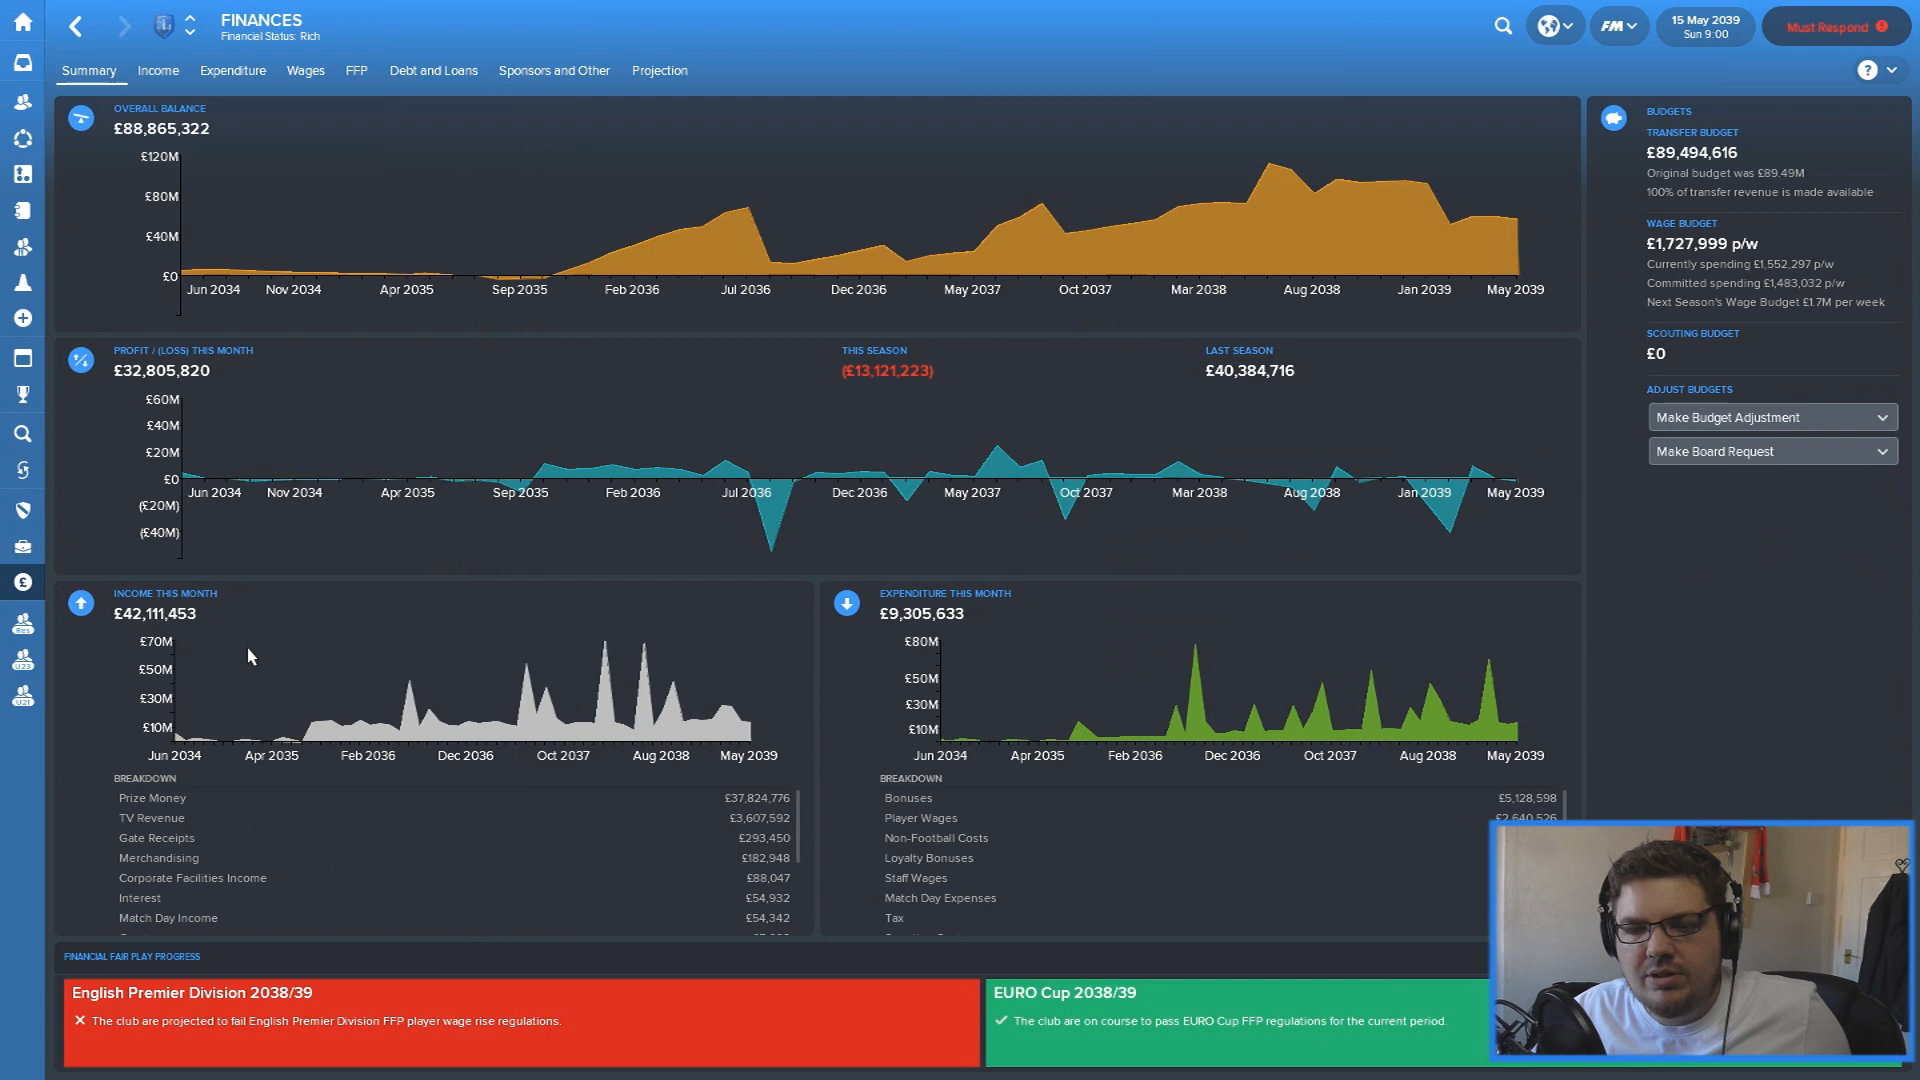 FINANCES
Financial Status: Rich
FM
15 May 2039
Sun 9:00
Must Respond
Summary
Income
Expenditure
Wages
FFP
Debt and Loans
Sponsors and Other
Projection
?
OVERALL BALANCE
£88,865,322
£120M
£80M
£40M
£0
Jun 2034
Nov 2034
Apr 2035
Sep 2035
Feb 2036
Jul 2036
Dec 2036
May 2037
Oct 2037
Mar 2038
Aug 2038
Jan 2039
May 2039
PROFIT / (LOSS) THIS MONTH
£32,805,820
THIS SEASON
(£13,121,223)
LAST SEASON
£40,384,716
£60M
£40M
£20M
£0
(£20M)
(£40M)
Jun 2034
Nov 2034
Apr 2035
Sep 2035
Feb 2036
Jul 2036
Dec 2036
May 2037
Oct 2037
Mar 2038
Aug 2038
Jan 2039
May 2039
INCOME THIS MONTH
£42,111,453
£70M
£50M
£30M
£10M
Jun 2034
Apr 2035
Feb 2036
Dec 2036
Oct 2037
Aug 2038
May 2039
BREAKDOWN
Prize Money £37,824,776
TV Revenue £3,607,592
Gate Receipts £293,450
Merchandising £182,948
Corporate Facilities Income £88,047
Interest £54,932
Match Day Income £54,342
EXPENDITURE THIS MONTH
£9,305,633
£80M
£50M
£30M
£10M
Jun 2034
Apr 2035
Feb 2036
Dec 2036
Oct 2037
Aug 2038
May 2039
BREAKDOWN
Bonuses £5,128,598
Player Wages £2,640,526
Non-Football Costs
Loyalty Bonuses
Staff Wages
Match Day Expenses
Tax
BUDGETS
TRANSFER BUDGET
£89,494,616
Original budget was £89.49M
100% of transfer revenue is made available
WAGE BUDGET
£1,727,999 p/w
Currently spending £1,552,297 p/w
Committed spending £1,483,032 p/w
Next Season's Wage Budget £1.7M per week
SCOUTING BUDGET
£0
ADJUST BUDGETS
Make Budget Adjustment
Make Board Request
£
Res
U23
U21
FINANCIAL FAIR PLAY PROGRESS
English Premier Division 2038/39
The club are projected to fail English Premier Division FFP player wage rise regulations.
EURO Cup 2038/39
The club are on course to pass EURO Cup FFP regulations for the current period.